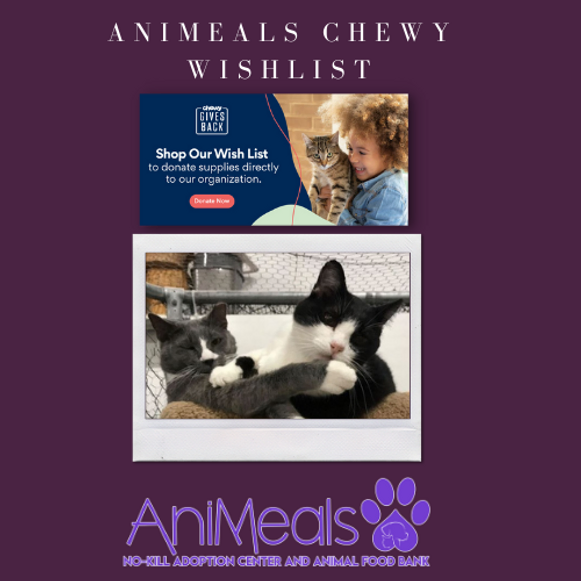 ANIMEALS CHEWY
WISHLIST
chewy
GIVES
BACK
Shop Our Wish List
to donate supplies directly
to our organization.
Donate Now
AniMeals
NO-KILL ADOPTION CENTER AND ANIMAL FOOD BANK